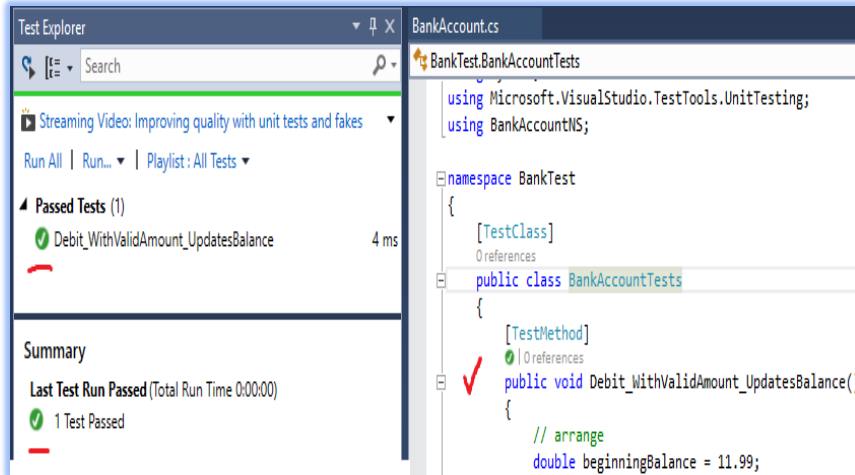 Test Explorer
Search
Streaming Video: Improving quality with unit tests and fakes
Run All | Run... | Playlist : All Tests
Passed Tests (1)
Debit_WithValidAmount_UpdatesBalance 4 ms
Summary
Last Test Run Passed (Total Run Time 0:00:00)
1 Test Passed
BankAccount.cs
BankTest.BankAccountTests
using Microsoft.VisualStudio.TestTools.UnitTesting;
using BankAccountNS;
namespace BankTest
{
[TestClass]
0 references
public class BankAccountTests
{
[TestMethod]
| 0 references
public void Debit_WithValidAmount_UpdatesBalance(
{
// arrange
double beginningBalance = 11.99;